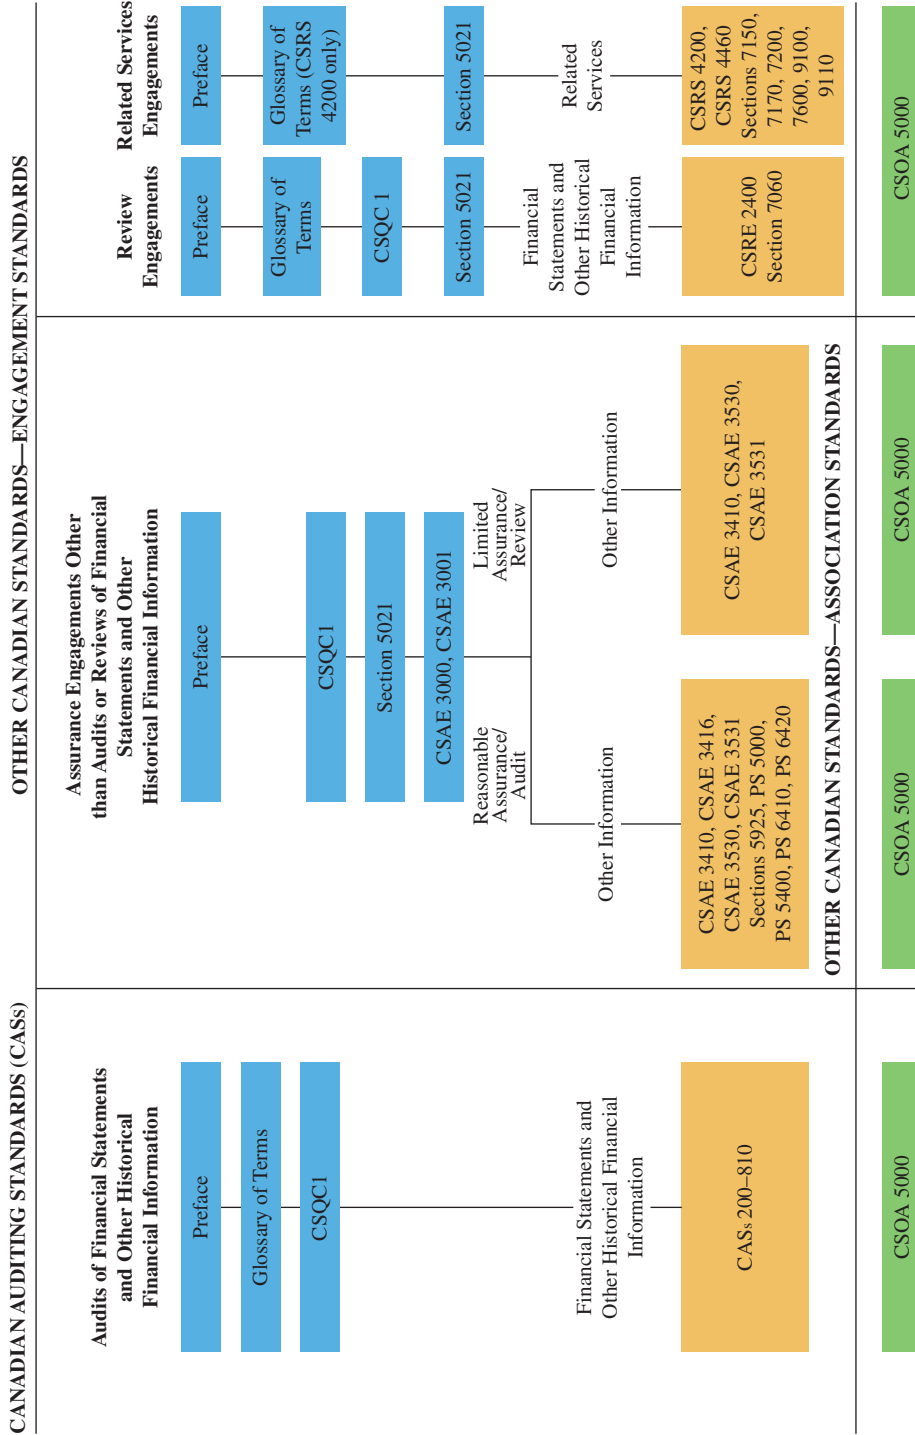 CANADIAN AUDITING STANDARDS (CASs)
OTHER CANADIAN STANDARDS—ENGAGEMENT STANDARDS
Audits of Financial Statements
and Other Historical
Financial Information
Preface
Glossary of Terms
CSQC1
Financial Statements and
Other Historical Financial
Information
CASs 200–810
CSOA 5000
Assurance Engagements Other
than Audits or Reviews of Financial
Statements and Other
Historical Financial Information
Preface
CSQC1
Section 5021
CSAE 3000, CSAE 3001
Reasonable
Assurance/
Audit
Other Information
CSAE 3410, CSAE 3416,
CSAE 3530, CSAE 3531
Sections 5925, PS 5000,
PS 5400, PS 6410, PS 6420
Limited
Assurance/
Review
Other Information
CSAE 3410, CSAE 3530,
CSAE 3531
Review
Engagements
Preface
Glossary of
Terms
CSQC 1
Section 5021
Financial
Statements and
Other Historical
Financial
Information
CSRE 2400
Section 7060
Related Services
Engagements
Preface
Glossary of
Terms (CSRS
4200 only)
Section 5021
Related
Services
CSRS 4200,
CSRS 4460
Sections 7150,
7170, 7200,
7600, 9100,
9110
OTHER CANADIAN STANDARDS—ASSOCIATION STANDARDS
CSOA 5000
CSOA 5000
CSOA 5000